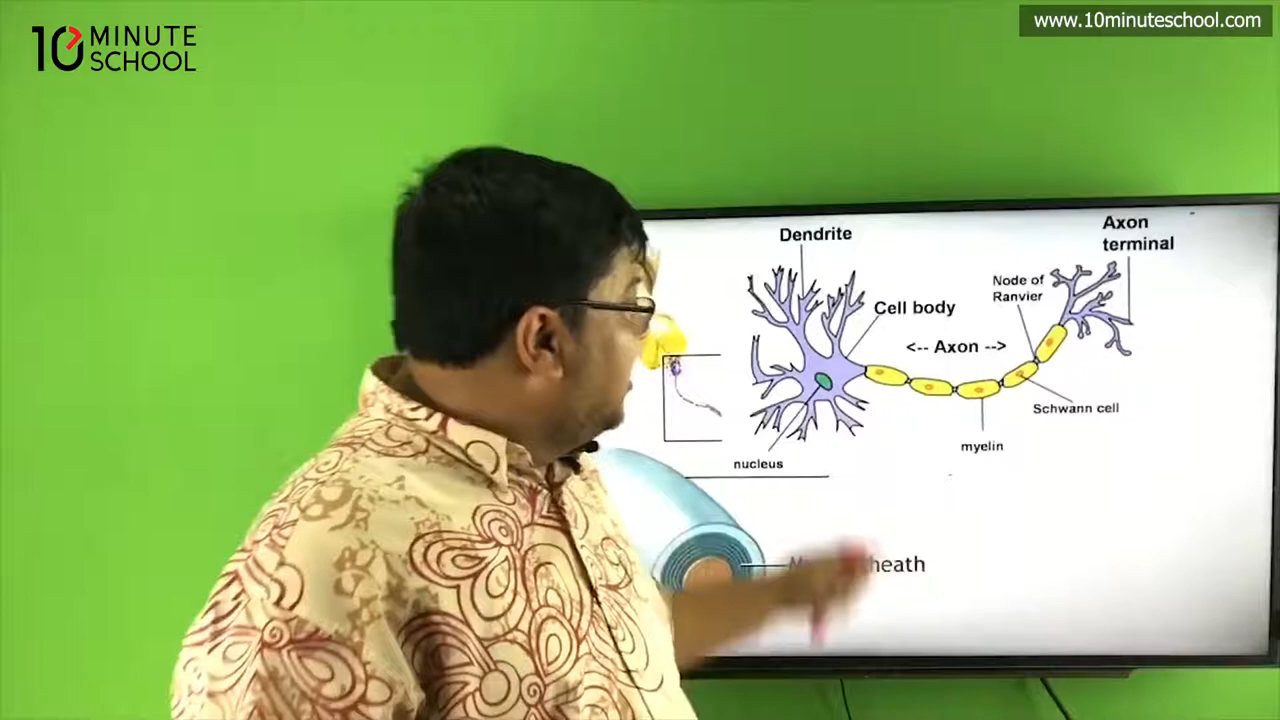 10 MINUTE
SCHOOL
www.10minuteschool.com
Dendrite
Axon
terminal
Node of
Ranvier
Cell body
<-- Axon -->
Schwann cell
myelin
nucleus